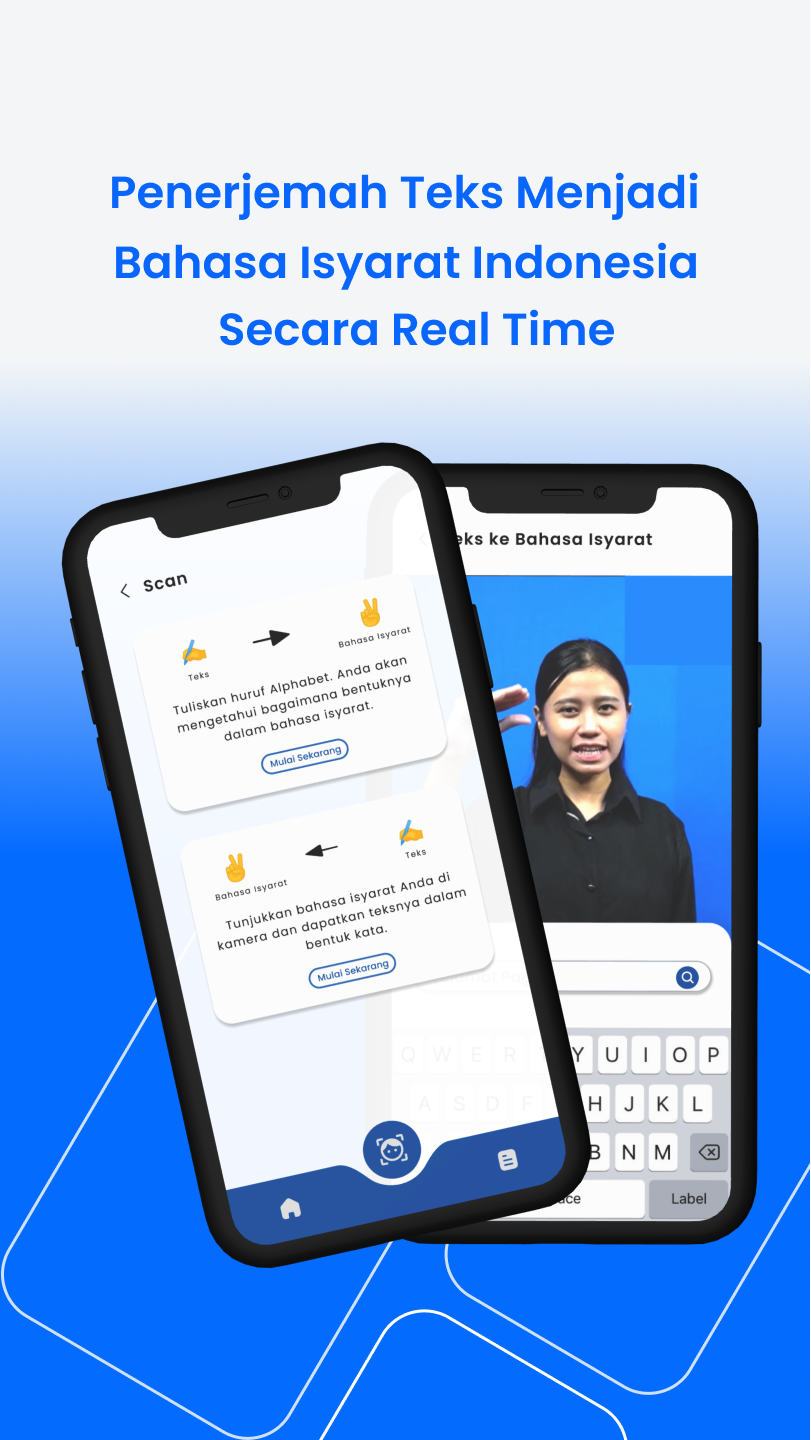 Penerjemah Teks Menjadi
Bahasa Isyarat Indonesia
Secara Real Time
Scan
Teks
Bahasa Isyarat
Tuliskan huruf Alphabet. Anda akan
mengetahui bagaimana bentuknya
dalam bahasa isyarat.
Mulai Sekarang
Bahasa Isyarat
Teks
Tunjukkan bahasa isyarat Anda di
kamera dan dapatkan teksnya dalam
bentuk kata.
Mulai Sekarang
eks ke Bahasa Isyarat
Q W E R Y U I O P
A S D F H J K L
B N M
ace Label